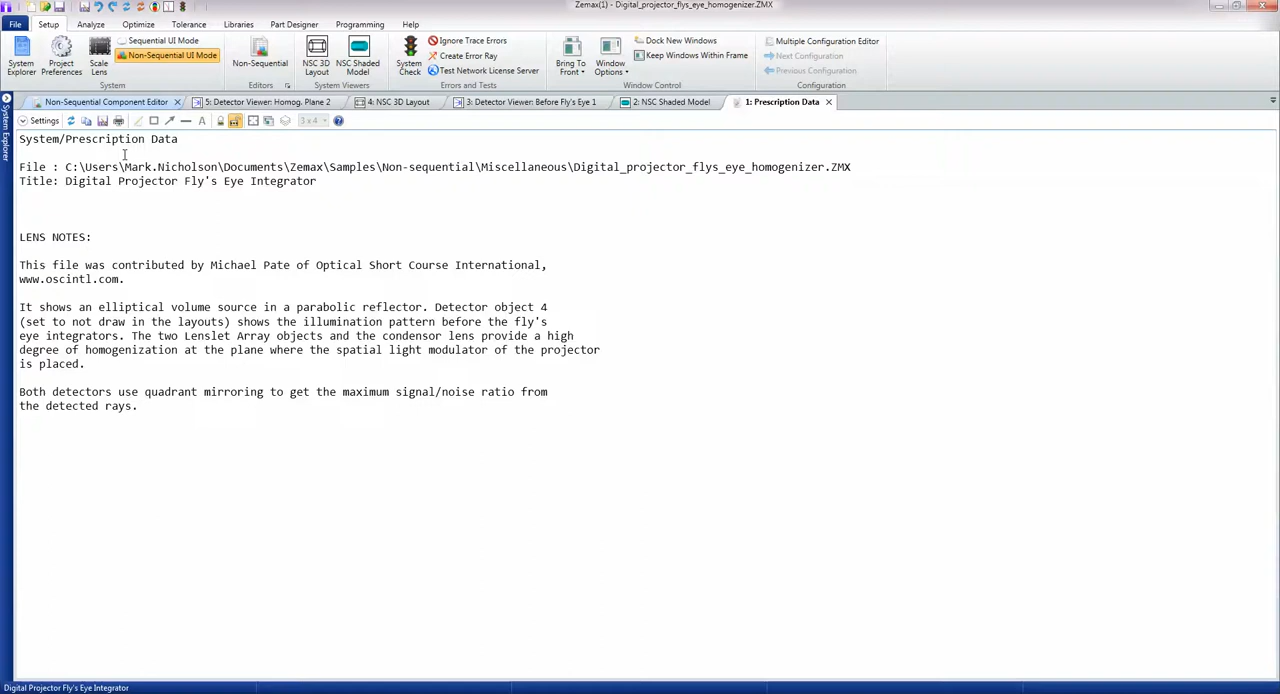 Zemax(1) - Digital_projector_flys_eye_homogenizer.ZMX
File Setup Analyze Optimize Tolerance Libraries Part Designer Programming Help
System Explorer
Project Preferences
Scale Lens
Sequential UI Mode
Non-Sequential UI Mode
System
Non-Sequential
Editors
NSC 3D Layout
NSC Shaded Model
System Viewers
System Check
Ignore Trace Errors
Create Error Ray
Test Network License Server
Errors and Tests
Bring To Front
Window Options
Dock New Windows
Keep Windows Within Frame
Window Control
Multiple Configuration Editor
Next Configuration
Previous Configuration
Configuration
System Explorer
Non-Sequential Component Editor
5: Detector Viewer: Homog. Plane 2
4: NSC 3D Layout
3: Detector Viewer: Before Fly's Eye 1
2: NSC Shaded Model
1: Prescription Data
Settings
3 x 4
System/Prescription Data
File : C:\Users\Mark.Nicholson\Documents\Zemax\Samples\Non-sequential\Miscellaneous\Digital_projector_flys_eye_homogenizer.ZMX
Title: Digital Projector Fly's Eye Integrator
LENS NOTES:
This file was contributed by Michael Pate of Optical Short Course International,
www.oscintl.com.
It shows an elliptical volume source in a parabolic reflector. Detector object 4
(set to not draw in the layouts) shows the illumination pattern before the fly's
eye integrators. The two Lenslet Array objects and the condensor lens provide a high
degree of homogenization at the plane where the spatial light modulator of the projector
is placed.
Both detectors use quadrant mirroring to get the maximum signal/noise ratio from
the detected rays.
Digital Projector Fly's Eye Integrator